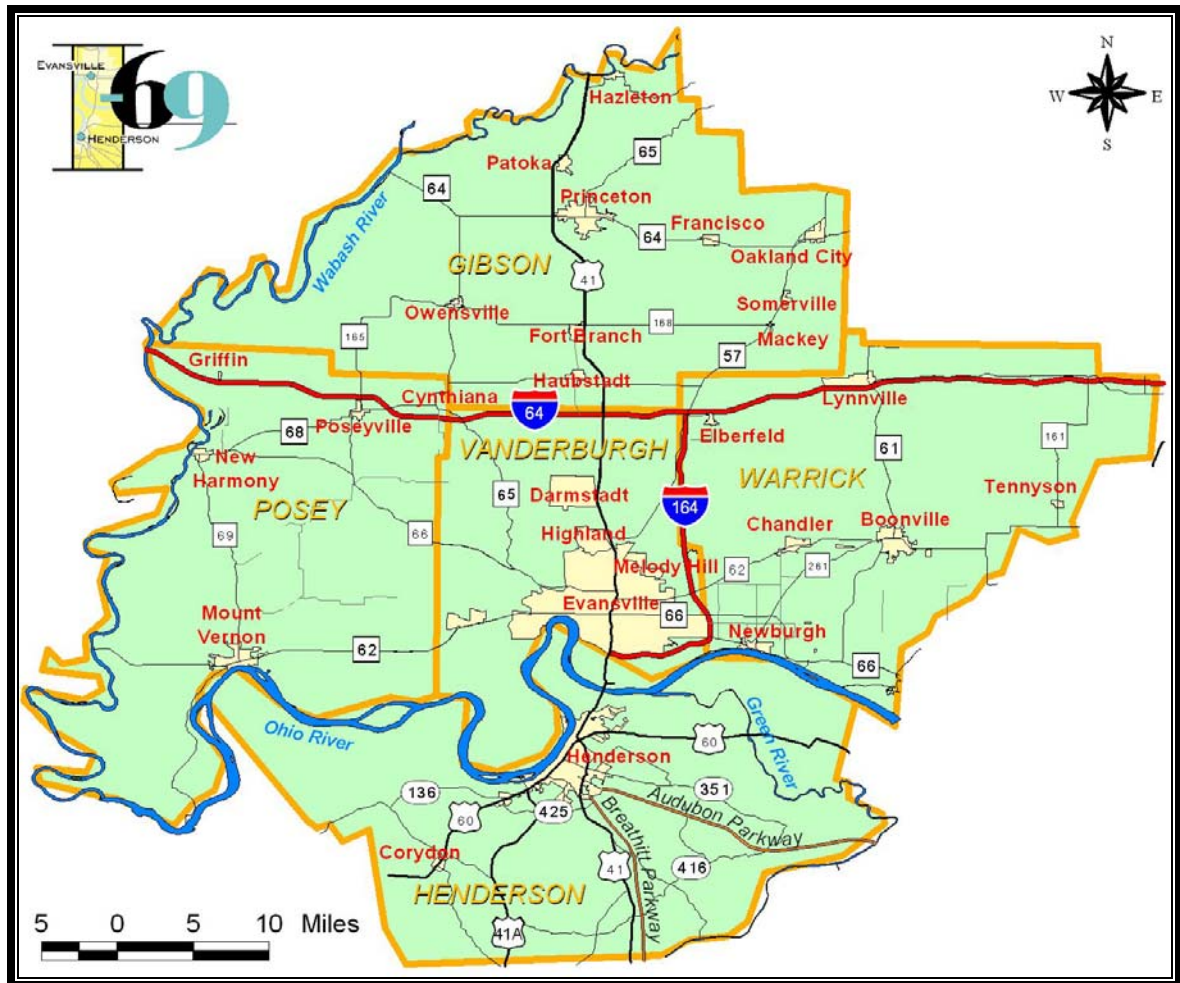 EVANSVILLE
I-69
HENDERSON
N
W E
S
Hazleton
Patoka
65
64
Princeton
Francisco
64
Oakland City
Wabash River
GIBSON
41
Somerville
Owensville
165
Fort Branch
168
Mackey
57
Griffin
Haubstadt
Cynthiana
64
Lynnville
Poseyville
68
Elberfeld
61
161
VANDERBURGH
New
Harmony
WARRICK
65
Darmstadt
164
Tennyson
POSEY
Chandler
Boonville
Highland
69
66
Melody Hill
62
261
Evansville
66
Mount
Vernon
62
Newburgh
66
Ohio River
Green River
60
Henderson
136
351
425
60
Audubon Parkway
Breathitt Parkway
Corydon
41
416
HENDERSON
41A
5 0 5 10 Miles